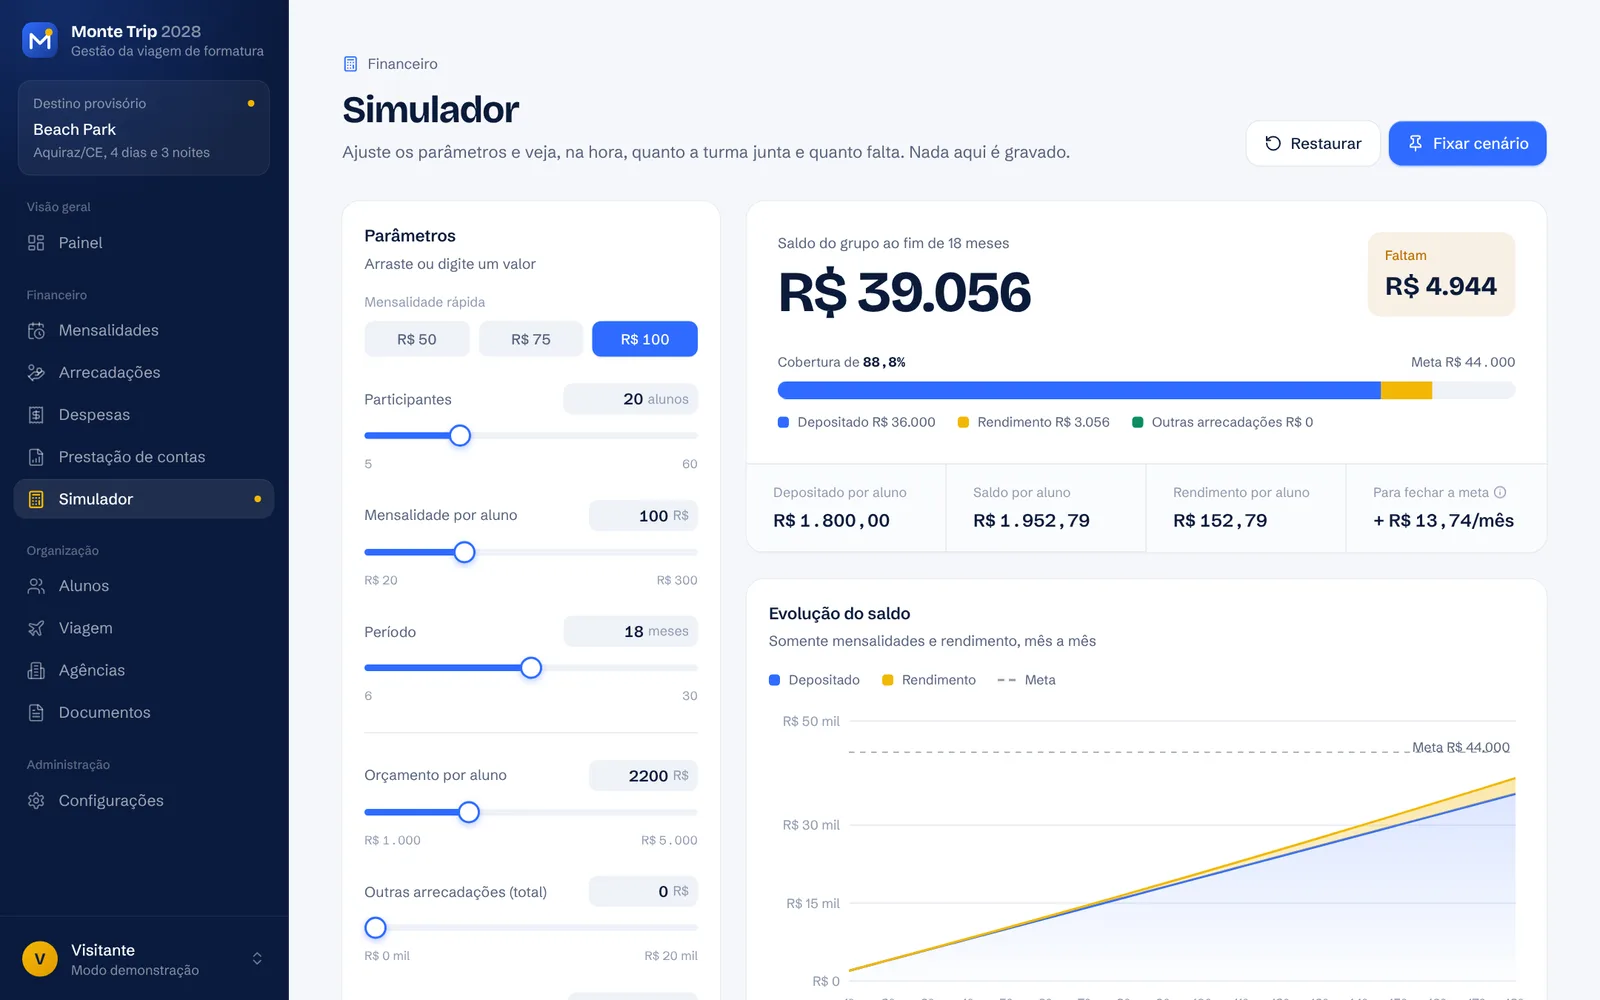 Monte Trip 2028
Gestão da viagem de formatura
Destino provisório
Beach Park
Aquiraz/CE, 4 dias e 3 noites
Visão geral
Painel
Financeiro
Mensalidades
Arrecadações
Despesas
Prestação de contas
Simulador
Organização
Alunos
Viagem
Agências
Documentos
Administração
Configurações
V
Visitante
Modo demonstração
Financeiro
Simulador
Ajuste os parâmetros e veja, na hora, quanto a turma junta e quanto falta. Nada aqui é gravado.
Restaurar
Fixar cenário
Parâmetros
Arraste ou digite um valor
Mensalidade rápida
R$ 50
R$ 75
R$ 100
Participantes
20 alunos
5
60
Mensalidade por aluno
100 R$
R$ 20
R$ 300
Período
18 meses
6
30
Orçamento por aluno
2200 R$
R$ 1.000
R$ 5.000
Outras arrecadações (total)
0 R$
R$ 0 mil
R$ 20 mil
Saldo do grupo ao fim de 18 meses
R$ 39.056
Faltam
R$ 4.944
Cobertura de 88,8%
Meta R$ 44.000
Depositado R$ 36.000
Rendimento R$ 3.056
Outras arrecadações R$ 0
Depositado por aluno
R$ 1.800,00
Saldo por aluno
R$ 1.952,79
Rendimento por aluno
R$ 152,79
Para fechar a meta
+ R$ 13,74/mês
Evolução do saldo
Somente mensalidades e rendimento, mês a mês
Depositado
Rendimento
Meta
R$ 50 mil
Meta R$ 44.000
R$ 30 mil
R$ 15 mil
R$ 0